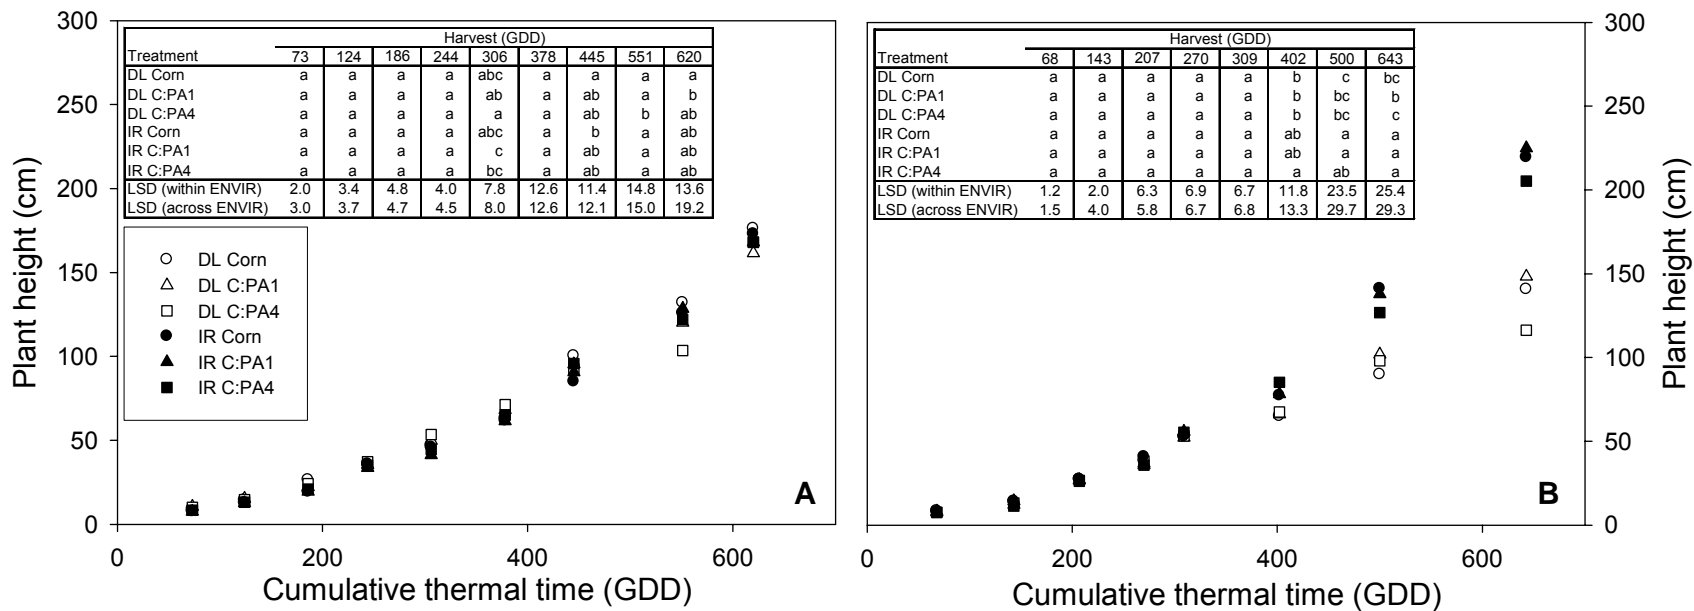 300
250
200
150
100
50
0
Plant height (cm)
Harvest (GDD)
Treatment 73 124 186 244 306 378 445 551 620
DL Corn a a a a abc a a a a
DL C:PA1 a a a a ab a ab a b
DL C:PA4 a a a a a a ab b ab
IR Corn a a a a abc a b a a
IR C:PA1 a a a a c a ab a ab
IR C:PA4 a a a a bc a ab a ab
LSD (within ENVIR) 2.0 3.4 4.8 4.0 7.8 12.6 11.4 14.8 13.6
LSD (across ENVIR) 3.0 3.7 4.7 4.5 8.0 12.6 12.1 15.0 19.2
DL Corn
DL C:PA1
DL C:PA4
IR Corn
IR C:PA1
IR C:PA4
A
0 200 400 600
Cumulative thermal time (GDD)
Harvest (GDD)
Treatment 68 143 207 270 309 402 500 643
DL Corn a a a a a b c bc
DL C:PA1 a a a a a b bc b
DL C:PA4 a a a a a b bc c
IR Corn a a a a a ab a a
IR C:PA1 a a a a a ab a a
IR C:PA4 a a a a a a ab a
LSD (within ENVIR) 1.2 2.0 6.3 6.9 6.7 11.8 23.5 25.4
LSD (across ENVIR) 1.5 4.0 5.8 6.7 6.8 13.3 29.7 29.3
B
300
250
200
150
100
50
0
Plant height (cm)
0 200 400 600
Cumulative thermal time (GDD)